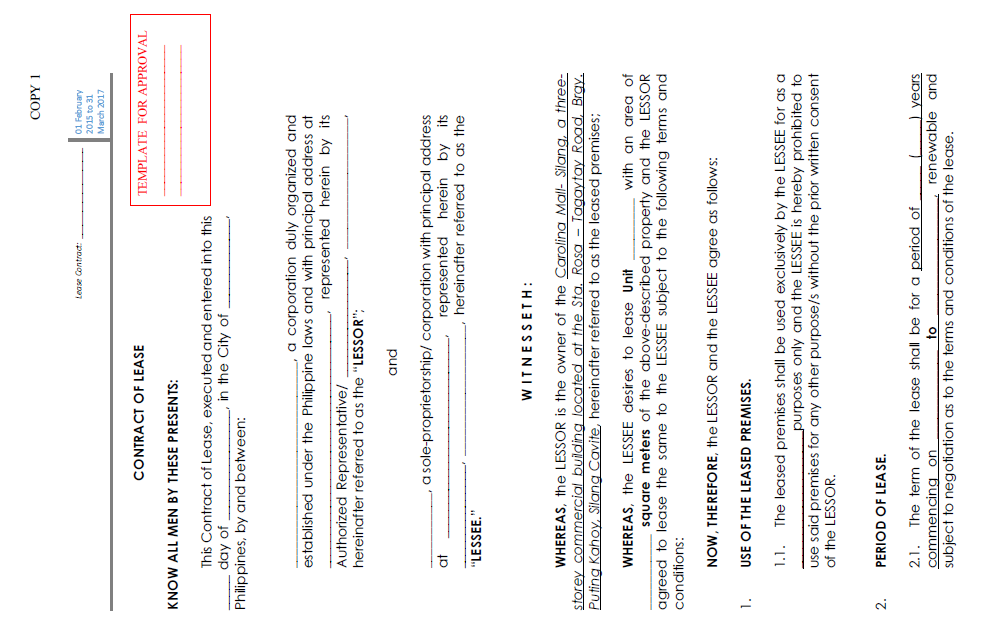 COPY 1
Lease Contract: ____________
01 February
2015 to 31
March 2017
TEMPLATE FOR APPROVAL
CONTRACT OF LEASE
KNOW ALL MEN BY THESE PRESENTS:
This Contract of Lease, executed and entered into this
______ day of ____________, in the City of ____________,
Philippines, by and between:
____________________________, a corporation duly organized and
established under the Philippine laws and with principal address at
____________________________, represented herein by its
Authorized Representative/ ______________, ______________,
hereinafter referred to as the “LESSOR”;
and
____________, a sole-proprietorship/ corporation with principal address
at ____________________________, represented herein by its
____________, ________________, hereinafter referred to as the
“LESSEE.”
W I T N E S S E T H :
WHEREAS, the LESSOR is the owner of the Carolina Mall- Silang, a three-
storey commercial building located at the Sta. Rosa – Tagaytay Road, Brgy.
Puting Kahoy, Silang Cavite, hereinafter referred to as the leased premises;
WHEREAS, the LESSEE desires to lease Unit ________ with an area of
________ square meters of the above-described property and the LESSOR
agreed to lease the same to the LESSEE subject to the following terms and
conditions:
NOW, THEREFORE, the LESSOR and the LESSEE agree as follows:
1. USE OF THE LEASED PREMISES.
1.1. The leased premises shall be used exclusively by the LESSEE for as a
________________ purposes only and the LESSEE is hereby prohibited to
use said premises for any other purpose/s without the prior written consent
of the LESSOR.
2. PERIOD OF LEASE.
2.1. The term of the lease shall be for a period of ______ (______) years
commencing on ______________ to ______________, renewable and
subject to negotiation as to the terms and conditions of the lease.